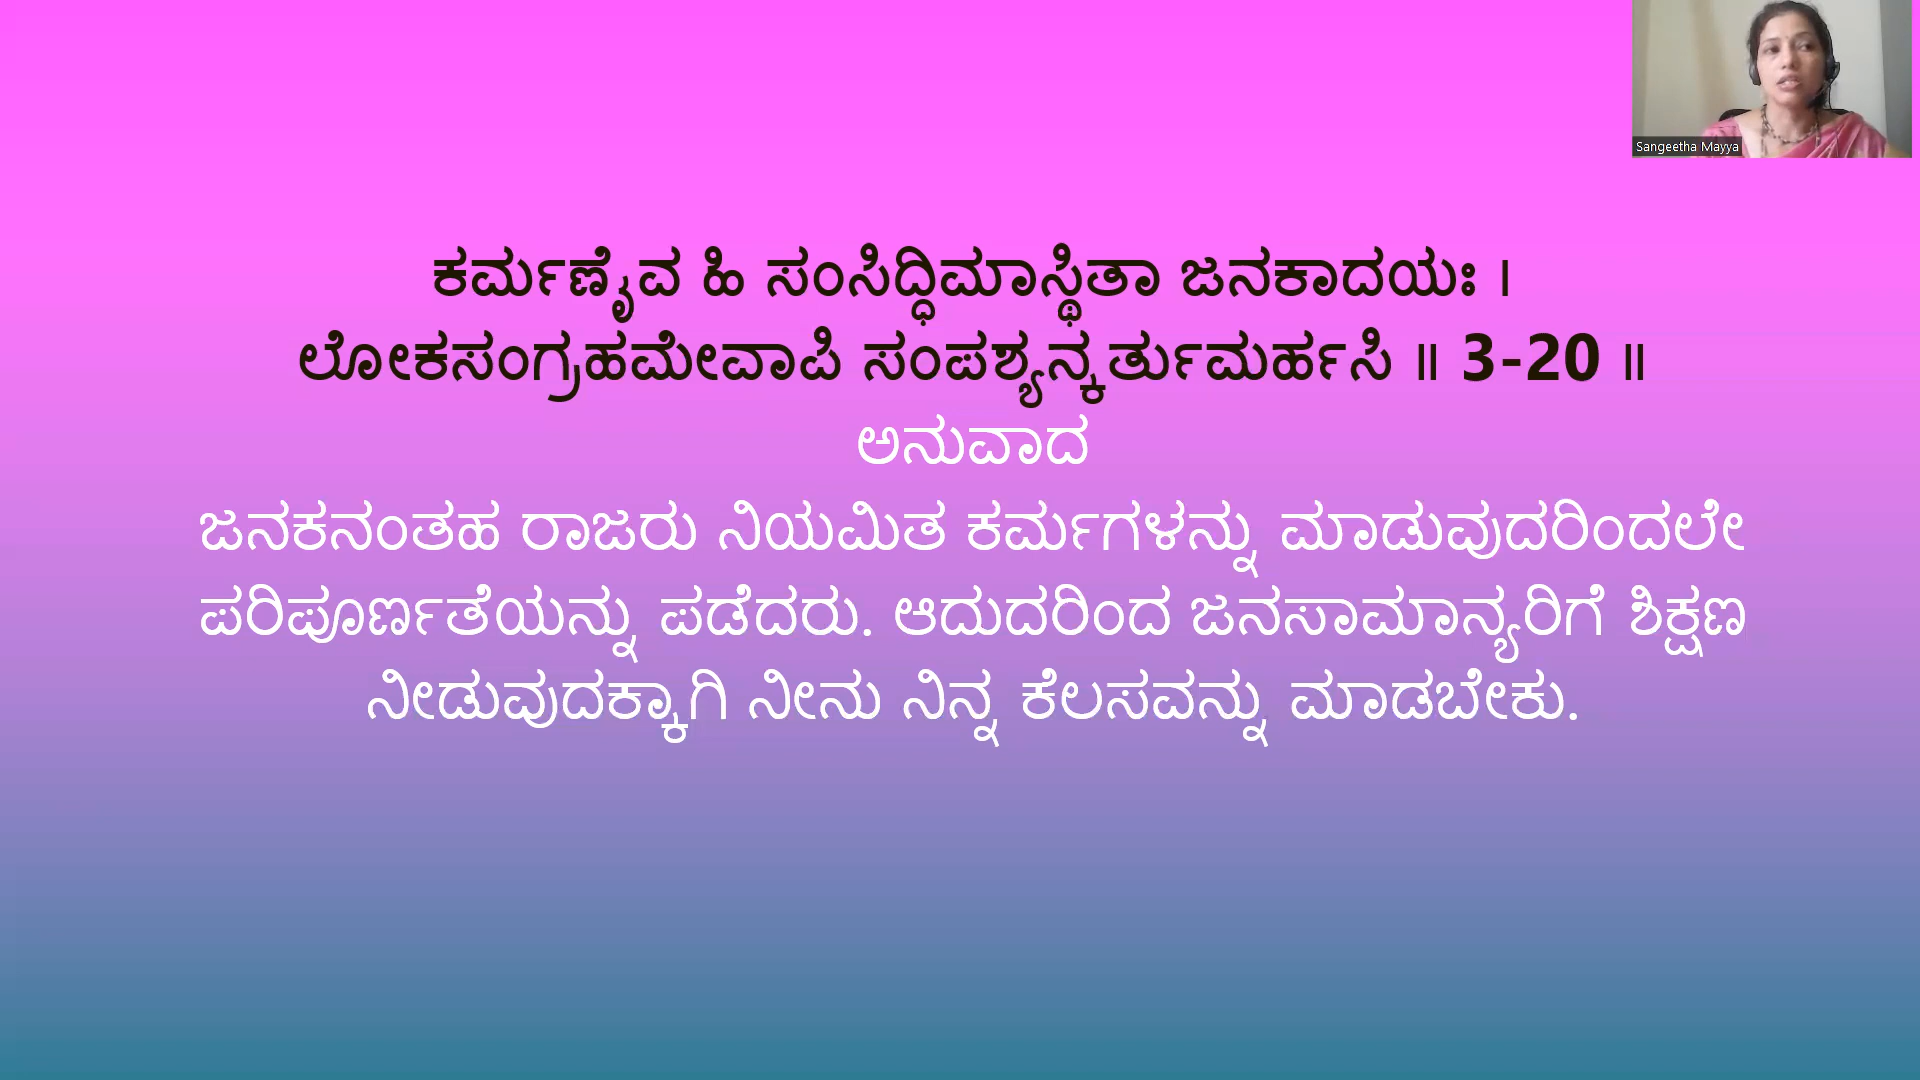 Sangeetha Mayya
ಕರ್ಮಣೈವ ಹಿ ಸಂಸಿದ್ಧಿಮಾಸ್ಥಿತಾ ಜನಕಾದಯಃ ।
ಲೋಕಸಂಗ್ರಹಮೇವಾಪಿ ಸಂಪಶ್ಯನ್ಕರ್ತುಮರ್ಹಸಿ ॥ 3-20 ॥
ಅನುವಾದ
ಜನಕನಂತಹ ರಾಜರು ನಿಯಮಿತ ಕರ್ಮಗಳನ್ನು ಮಾಡುವುದರಿಂದಲೇ
ಪರಿಪೂರ್ಣತೆಯನ್ನು ಪಡೆದರು. ಆದುದರಿಂದ ಜನಸಾಮಾನ್ಯರಿಗೆ ಶಿಕ್ಷಣ
ನೀಡುವುದಕ್ಕಾಗಿ ನೀನು ನಿನ್ನ ಕೆಲಸವನ್ನು ಮಾಡಬೇಕು.